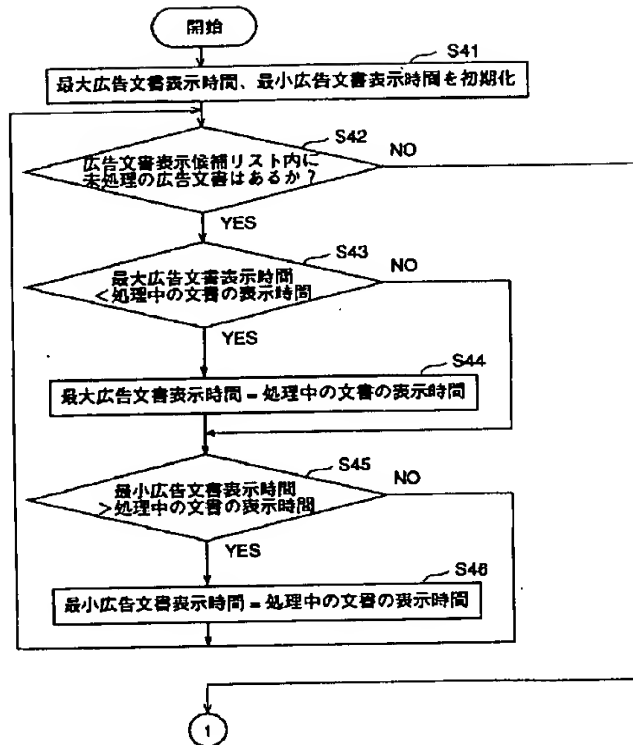 開始
S41
最大広告文書表示時間、最小広告文書表示時間を初期化
S42
広告文書表示候補リスト内に
未処理の広告文書はあるか?
NO
YES
S43
最大広告文書表示時間
<処理中の文書の表示時間
NO
YES
S44
最大広告文書表示時間=処理中の文書の表示時間
S45
最小広告文書表示時間
>処理中の文書の表示時間
NO
YES
S46
最小広告文書表示時間=処理中の文書の表示時間
1